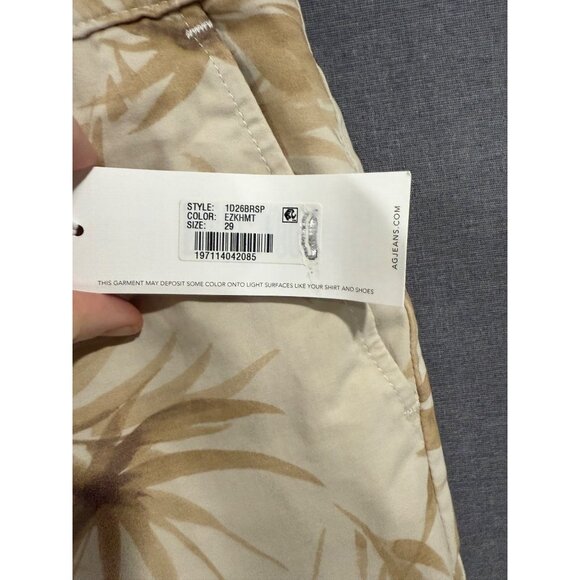 STYLE: 1D26BRSP
COLOR: EZKHMT
SIZE: 29
197114042085
AGJEANS.COM
THIS GARMENT MAY DEPOSIT SOME COLOR ONTO LIGHT SURFACES LIKE YOUR SHIRT AND SHOES